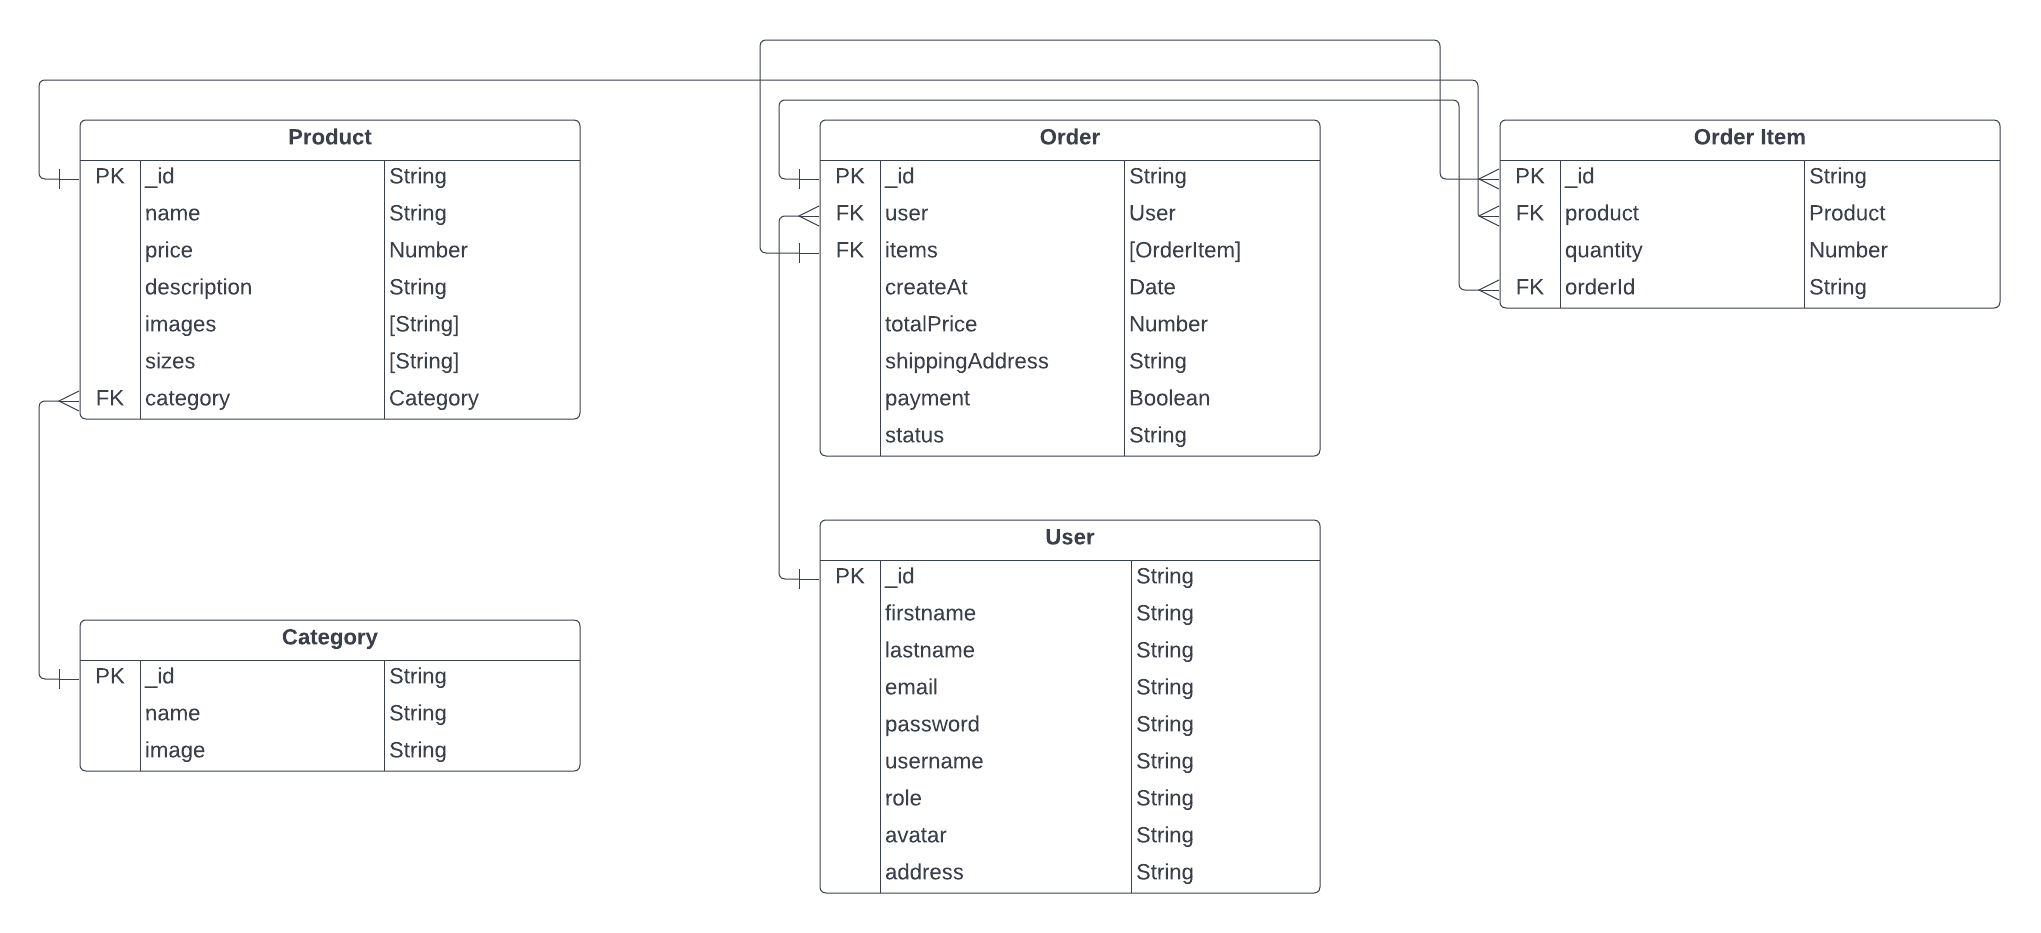 Product
PK _id String
name String
price Number
description String
images [String]
sizes [String]
FK category Category
Order
PK _id String
FK user User
FK items [OrderItem]
createAt Date
totalPrice Number
shippingAddress String
payment Boolean
status String
Order Item
PK _id String
FK product Product
quantity Number
FK orderId String
Category
PK _id String
name String
image String
User
PK _id String
firstname String
lastname String
email String
password String
username String
role String
avatar String
address String